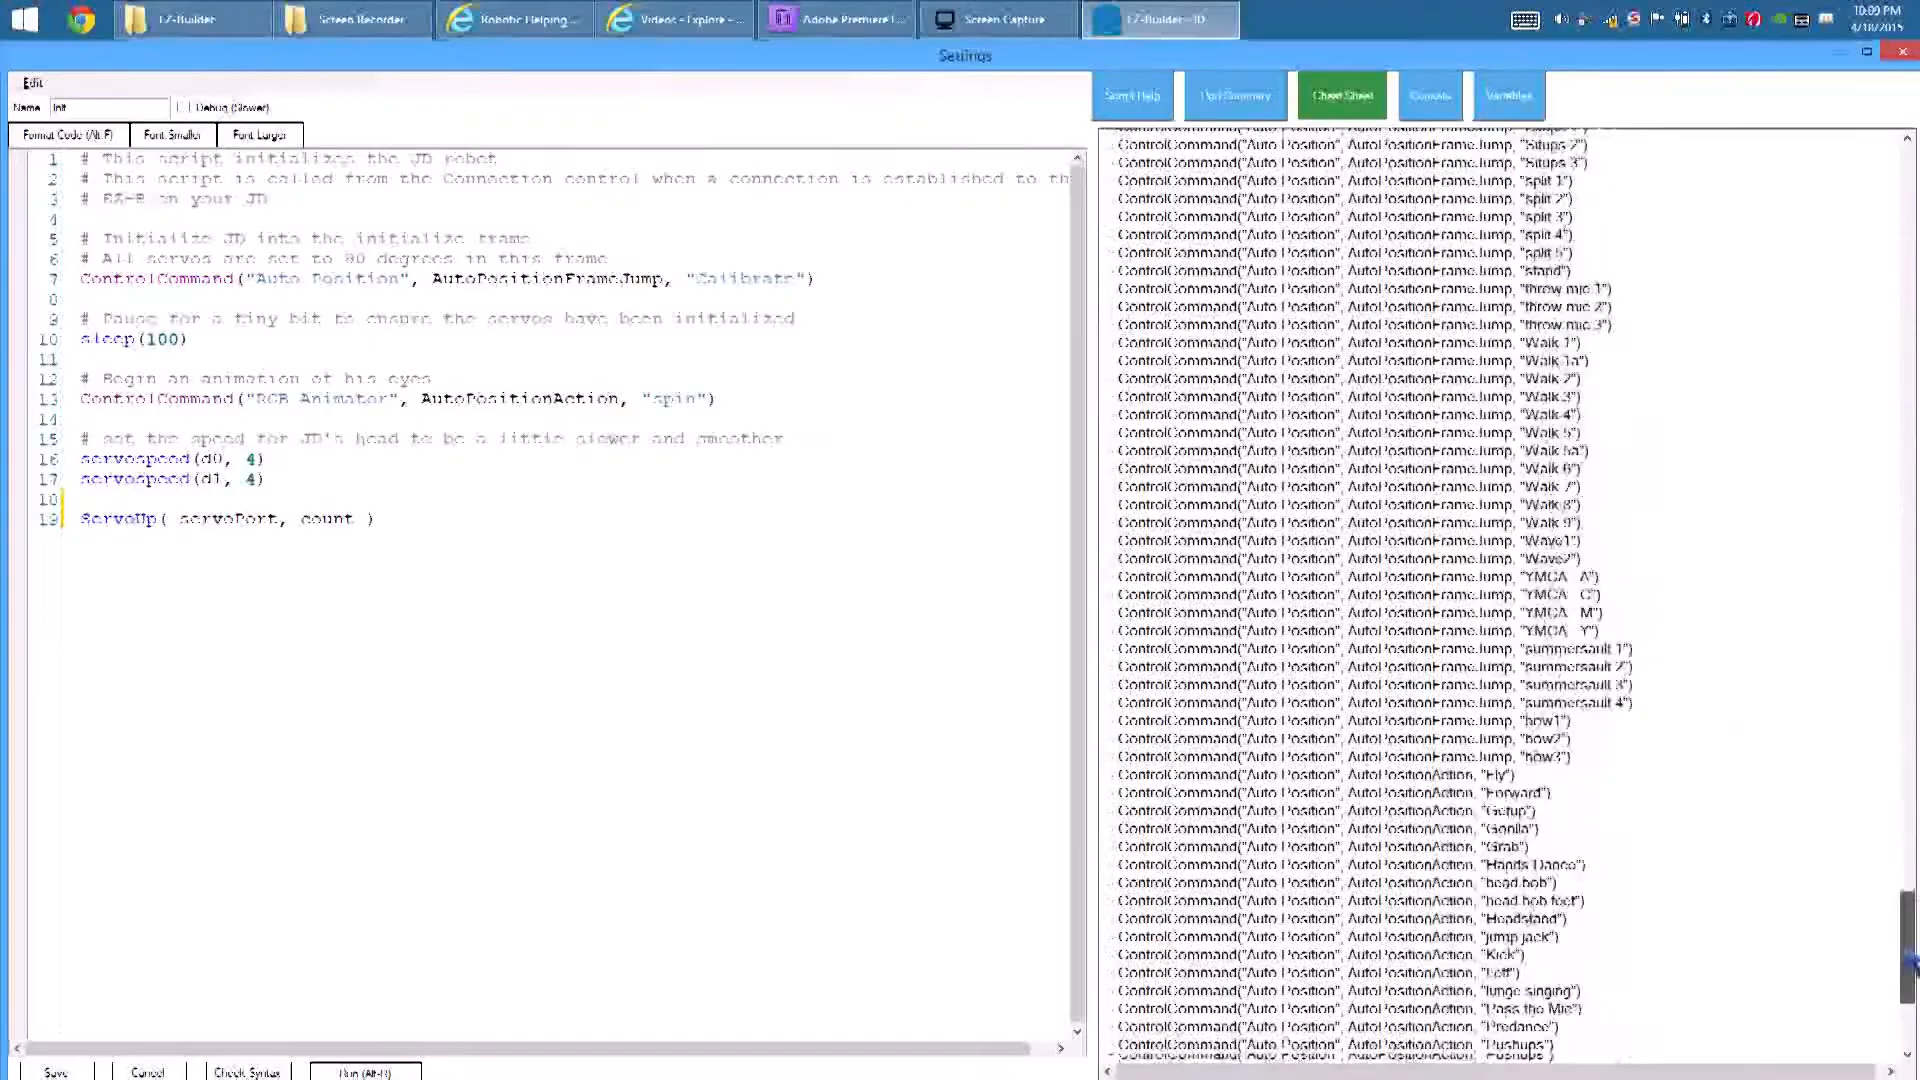 EZ-Builder
Screen Recorder
Robotic Helping ...
Videos - Explore - ...
Adobe Premiere ...
Screen Capture
EZ-Builder - JD
10:09 PM
4/18/2015
Settings
Edit
Name
Init
Debug (Slower)
Format Code (Alt-F)
Font Smaller
Font Larger
Script Help
Port Summary
Cheat Sheet
Console
Variables
1 # This script initializes the JD robot
2 # This script is called from the Connection control when a connection is established to th
3 # EZ-B on your JD
4
5 # Initialize JD into the initialize frame
6 # All servos are set to 90 degrees in this frame
7 ControlCommand("Auto Position", AutoPositionFrameJump, "Calibrate")
8
9 # Pause for a tiny bit to ensure the servos have been initialized
10 sleep(100)
11
12 # Begin an animation of his eyes
13 ControlCommand("RGB Animator", AutoPositionAction, "spin")
14
15 # set the speed for JD's head to be a little slower and smoother
16 servospeed(d0, 4)
17 servospeed(d1, 4)
18
19 ServoUp( servoPort, count )
ControlCommand("Auto Position", AutoPositionFrameJump, "Situps 2")
ControlCommand("Auto Position", AutoPositionFrameJump, "Situps 3")
ControlCommand("Auto Position", AutoPositionFrameJump, "split 1")
ControlCommand("Auto Position", AutoPositionFrameJump, "split 2")
ControlCommand("Auto Position", AutoPositionFrameJump, "split 3")
ControlCommand("Auto Position", AutoPositionFrameJump, "split 4")
ControlCommand("Auto Position", AutoPositionFrameJump, "split 5")
ControlCommand("Auto Position", AutoPositionFrameJump, "stand")
ControlCommand("Auto Position", AutoPositionFrameJump, "throw mic 1")
ControlCommand("Auto Position", AutoPositionFrameJump, "throw mic 2")
ControlCommand("Auto Position", AutoPositionFrameJump, "throw mic 3")
ControlCommand("Auto Position", AutoPositionFrameJump, "Walk 1")
ControlCommand("Auto Position", AutoPositionFrameJump, "Walk 1a")
ControlCommand("Auto Position", AutoPositionFrameJump, "Walk 2")
ControlCommand("Auto Position", AutoPositionFrameJump, "Walk 3")
ControlCommand("Auto Position", AutoPositionFrameJump, "Walk 4")
ControlCommand("Auto Position", AutoPositionFrameJump, "Walk 5")
ControlCommand("Auto Position", AutoPositionFrameJump, "Walk 5a")
ControlCommand("Auto Position", AutoPositionFrameJump, "Walk 6")
ControlCommand("Auto Position", AutoPositionFrameJump, "Walk 7")
ControlCommand("Auto Position", AutoPositionFrameJump, "Walk 8")
ControlCommand("Auto Position", AutoPositionFrameJump, "Walk 9")
ControlCommand("Auto Position", AutoPositionFrameJump, "Wave1")
ControlCommand("Auto Position", AutoPositionFrameJump, "Wave2")
ControlCommand("Auto Position", AutoPositionFrameJump, "YMCA A")
ControlCommand("Auto Position", AutoPositionFrameJump, "YMCA C")
ControlCommand("Auto Position", AutoPositionFrameJump, "YMCA M")
ControlCommand("Auto Position", AutoPositionFrameJump, "YMCA Y")
ControlCommand("Auto Position", AutoPositionFrameJump, "summersault 1")
ControlCommand("Auto Position", AutoPositionFrameJump, "summersault 2")
ControlCommand("Auto Position", AutoPositionFrameJump, "summersault 3")
ControlCommand("Auto Position", AutoPositionFrameJump, "summersault 4")
ControlCommand("Auto Position", AutoPositionFrameJump, "bow1")
ControlCommand("Auto Position", AutoPositionFrameJump, "bow2")
ControlCommand("Auto Position", AutoPositionFrameJump, "bow3")
ControlCommand("Auto Position", AutoPositionAction, "Fly")
ControlCommand("Auto Position", AutoPositionAction, "Forward")
ControlCommand("Auto Position", AutoPositionAction, "Getup")
ControlCommand("Auto Position", AutoPositionAction, "Gorilla")
ControlCommand("Auto Position", AutoPositionAction, "Grab")
ControlCommand("Auto Position", AutoPositionAction, "Hands Dance")
ControlCommand("Auto Position", AutoPositionAction, "head bob")
ControlCommand("Auto Position", AutoPositionAction, "head bob feet")
ControlCommand("Auto Position", AutoPositionAction, "Headstand")
ControlCommand("Auto Position", AutoPositionAction, "jump jack")
ControlCommand("Auto Position", AutoPositionAction, "Kick")
ControlCommand("Auto Position", AutoPositionAction, "Left")
ControlCommand("Auto Position", AutoPositionAction, "lunge singing")
ControlCommand("Auto Position", AutoPositionAction, "Pass the Mic")
ControlCommand("Auto Position", AutoPositionAction, "Predance")
ControlCommand("Auto Position", AutoPositionAction, "Pushups")
Save
Cancel
Check Syntax
Run (Alt-R)